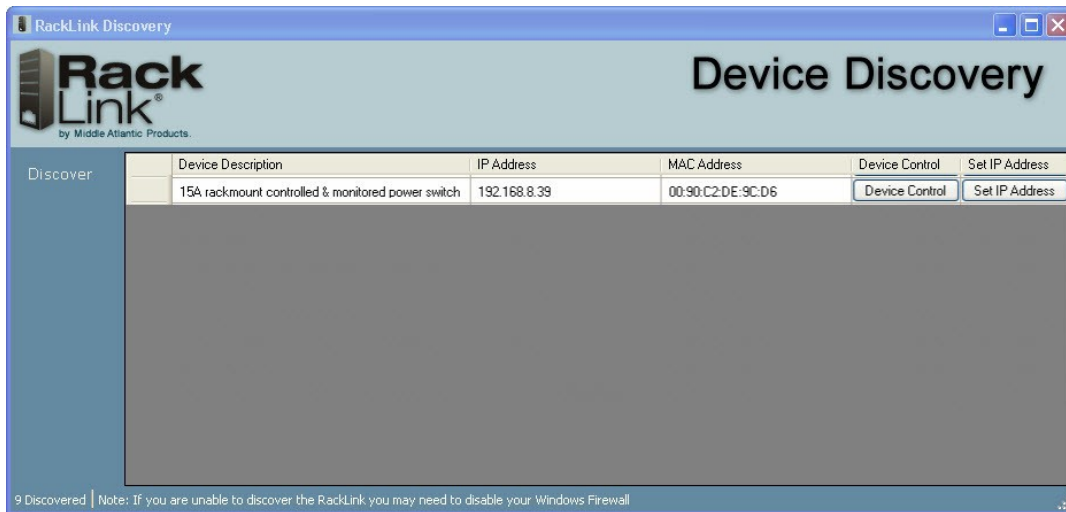 RackLink Discovery
Rack
Link®
by Middle Atlantic Products.
Device Discovery
Discover
Device Description IP Address MAC Address Device Control Set IP Address
15A rackmount controlled & monitored power switch 192.168.8.39 00:90:C2:DE:9C:D6 Device Control Set IP Address
9 Discovered Note: If you are unable to discover the RackLink you may need to disable your Windows Firewall